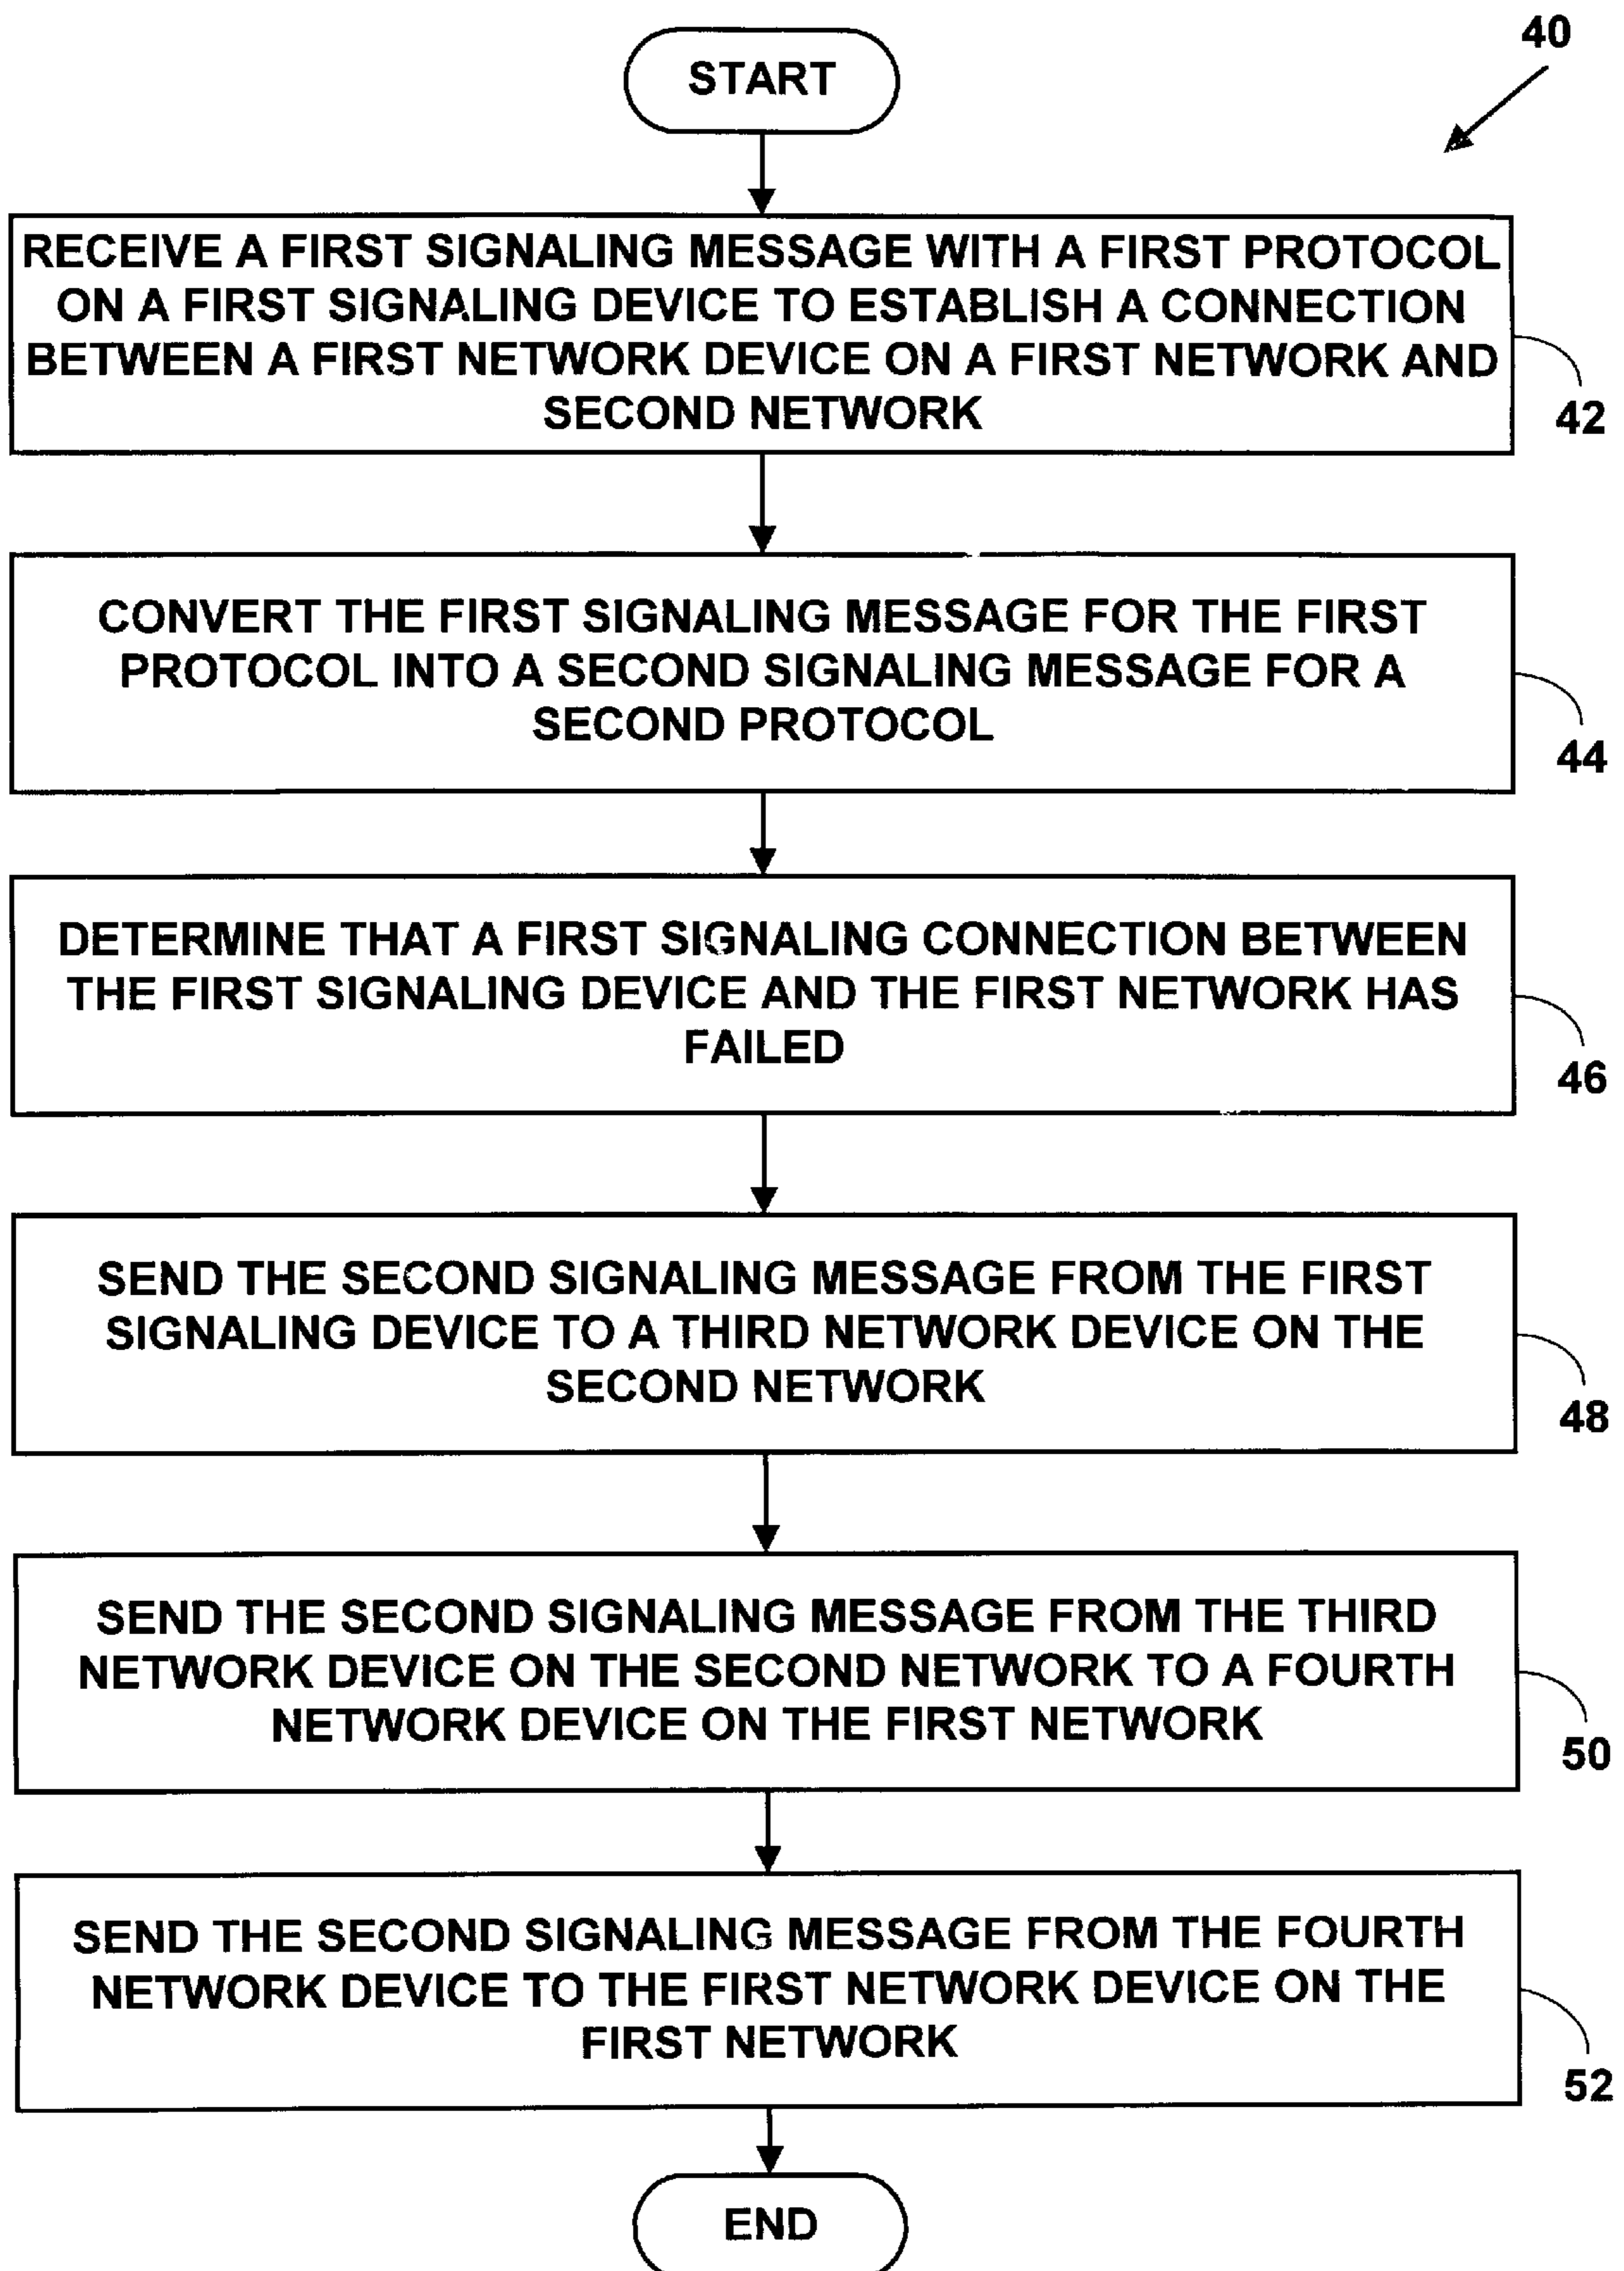 40
START
RECEIVE A FIRST SIGNALING MESSAGE WITH A FIRST PROTOCOL
ON A FIRST SIGNALING DEVICE TO ESTABLISH A CONNECTION
BETWEEN A FIRST NETWORK DEVICE ON A FIRST NETWORK AND
SECOND NETWORK
42
CONVERT THE FIRST SIGNALING MESSAGE FOR THE FIRST
PROTOCOL INTO A SECOND SIGNALING MESSAGE FOR A
SECOND PROTOCOL
44
DETERMINE THAT A FIRST SIGNALING CONNECTION BETWEEN
THE FIRST SIGNALING DEVICE AND THE FIRST NETWORK HAS
FAILED
46
SEND THE SECOND SIGNALING MESSAGE FROM THE FIRST
SIGNALING DEVICE TO A THIRD NETWORK DEVICE ON THE
SECOND NETWORK
48
SEND THE SECOND SIGNALING MESSAGE FROM THE THIRD
NETWORK DEVICE ON THE SECOND NETWORK TO A FOURTH
NETWORK DEVICE ON THE FIRST NETWORK
50
SEND THE SECOND SIGNALING MESSAGE FROM THE FOURTH
NETWORK DEVICE TO THE FIRST NETWORK DEVICE ON THE
FIRST NETWORK
52
END